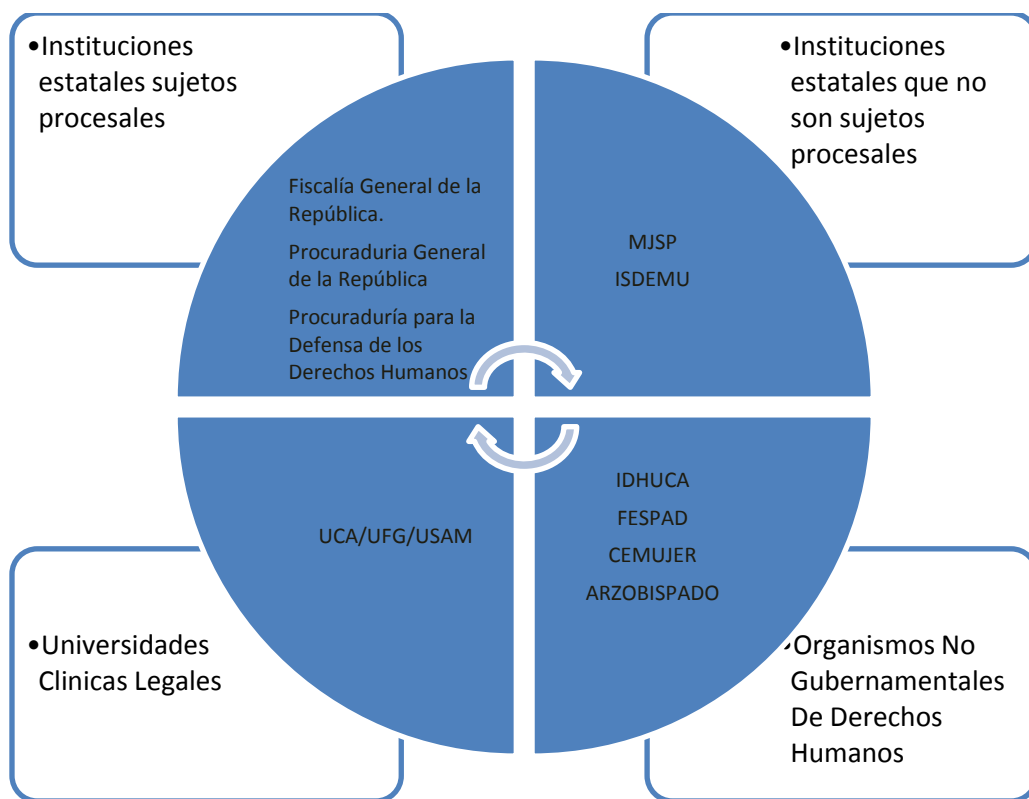 •Instituciones
estatales sujetos
procesales
•Instituciones
estatales que no
son sujetos
procesales
Fiscalía General de la
República.
Procuraduria General
de la República
Procuraduría para la
Defensa de los
Derechos Humanos
MJSP
ISDEMU
UCA/UFG/USAM
IDHUCA
FESPAD
CEMUJER
ARZOBISPADO
•Universidades
Clinicas Legales
•Organismos No
Gubernamentales
De Derechos
Humanos